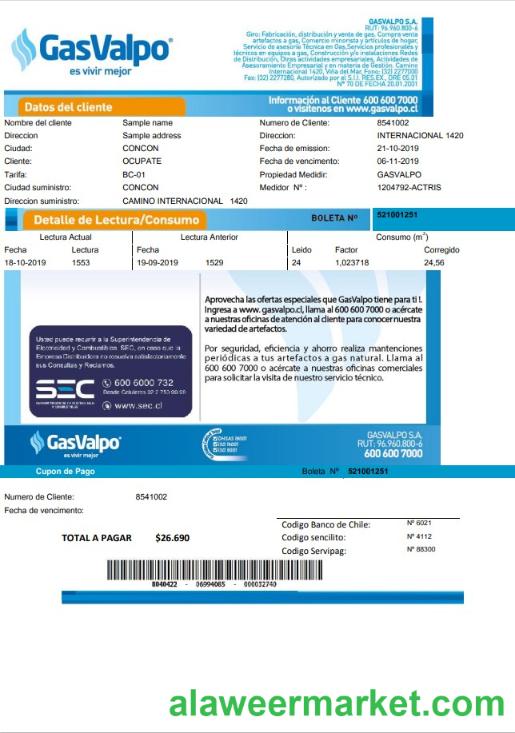 GasValpo
es vivir mejor
GASVALPO S.A.
RUT: 96.960.800-6
Giro: Fabricación, distribución y venta de gas. Compra venta
artefactos a gas, Comercio minorista y artículos de hogar,
Servicio de asesoría Técnica en Gas,Servicios profesionales y
técnicos en equipos a gas, Construcción y/o instalaciones Redes
de Distribución, Otras actividades empresariales, Actividades de
Asesoramiento Empresarial y en materia de Gestión. Camino
Internacional 1420, Viña del Mar, Fono: (32) 2277000
Fax: (32) 2277280, Autorizado por el S.I.I. RES.EX., ORE 05.01
N° 70 DE FECHA 20.01.2001
Datos del cliente
Información al Cliente 600 600 7000
o visítenos en www.gasvalpo.cl
Nombre del cliente Sample name Numero de Cliente: 8541002
Direccion Sample address Direccion: INTERNACIONAL 1420
Ciudad: CONCON Fecha de emision: 21-10-2019
Cliente: OCUPATE Fecha de vencimento: 06-11-2019
Tarifa: BC-01 Propiedad Medidir: GASVALPO
Ciudad suministro: CONCON Medidor N° : 1204792-ACTRIS
Direccion suministro: CAMINO INTERNACIONAL 1420
Detalle de Lectura/Consumo BOLETA Nº 521001251
Lectura Actual Lectura Anterior Consumo (m³)
Fecha Lectura Fecha Leido Factor Corregido
18-10-2019 1553 19-09-2019 1529 24 1,023718 24,56
Aprovecha las ofertas especiales que GasValpo tiene para ti !.
Ingresa a www. gasvalpo.cl, llama al 600 600 7000 o acércate
a nuestras oficinas de atención al cliente para conocer nuestra
variedad de artefactos.
Por seguridad, eficiencia y ahorro realiza mantenciones
periódicas a tus artefactos a gas natural. Llama al
600 600 7000 o acércate a nuestras oficinas comerciales
para solicitar la visita de nuestro servicio técnico.
Usted puede recurrir a la Superintendencia de
Electricidad y Combustibles SEC, en caso que la
Empresa Distribuidora no resuelva satisfactoriamente
sus Consultas y Reclamos.
SEC
600 6000 732
www.sec.cl
GasValpo
es vivir mejor
GASVALPO S.A.
RUT: 96.960.800-6
600 600 7000
Cupon de Pago Boleta N° 521001251
Numero de Cliente: 8541002
Fecha de vencimento:
TOTAL A PAGAR $26.690
Codigo Banco de Chile: N° 6021
Codigo sencilito: N° 4112
Codigo Servipag: N° 88300
8040422 - 06994085 - 000032740
alaweermarket.com